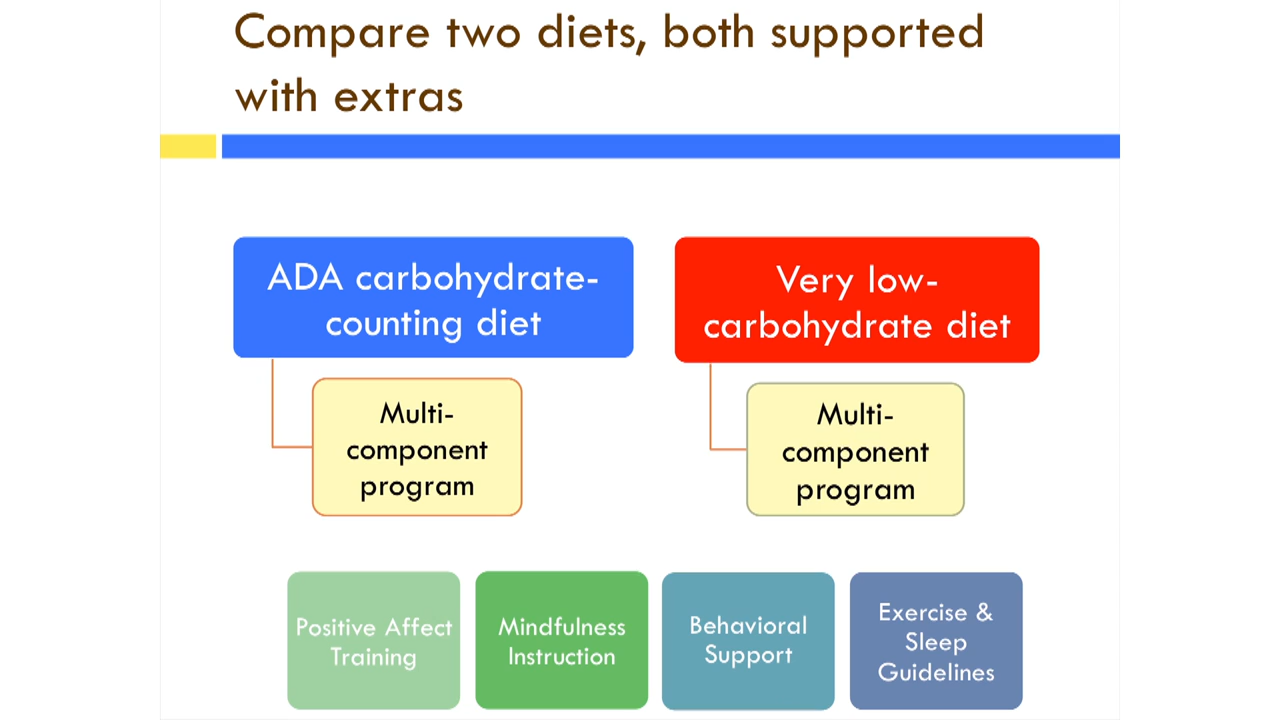 Compare two diets, both supported
with extras
ADA carbohydrate-
counting diet
Very low-
carbohydrate diet
Multi-
component
program
Multi-
component
program
Positive Affect
Training
Mindfulness
Instruction
Behavioral
Support
Exercise &
Sleep
Guidelines